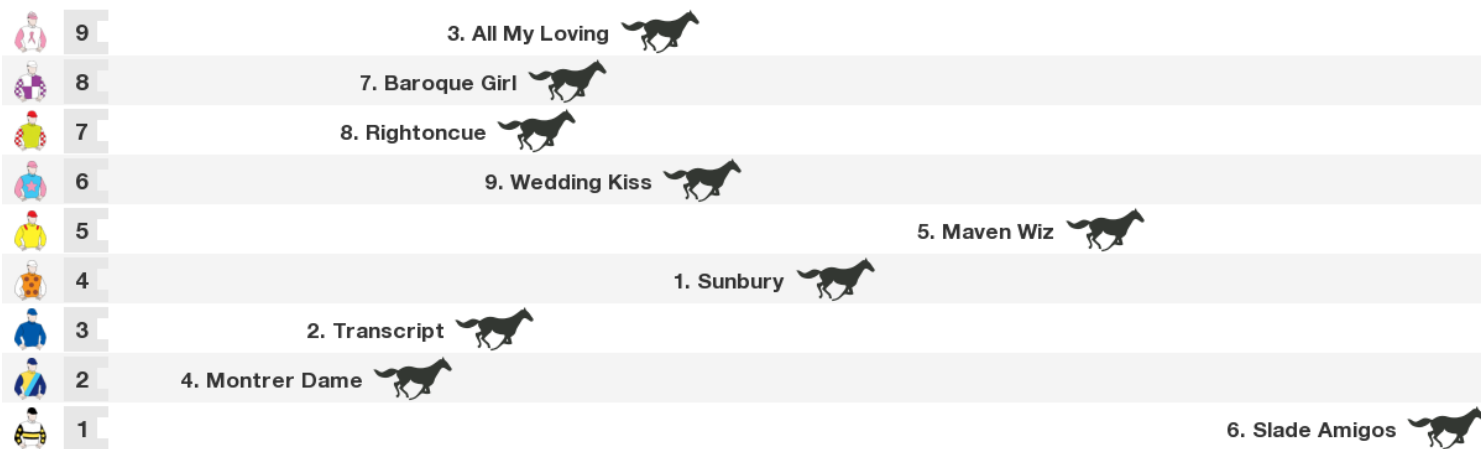 9 3. All My Loving
8 7. Baroque Girl
7 8. Rightoncue
6 9. Wedding Kiss
5 5. Maven Wiz
4 1. Sunbury
3 2. Transcript
2 4. Montrer Dame
1 6. Slade Amigos